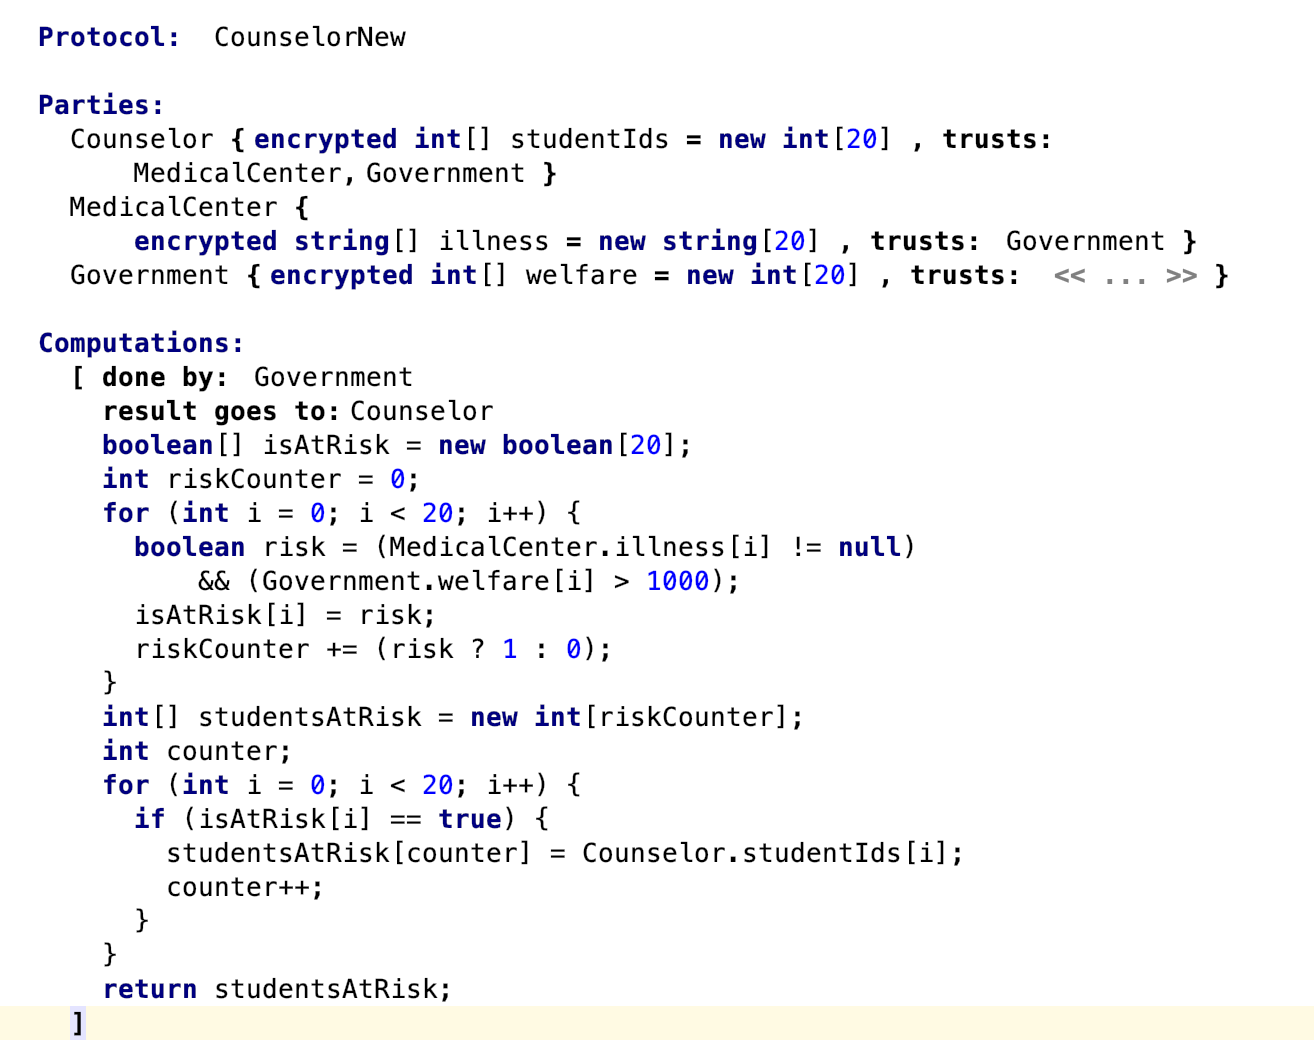 Protocol: CounselorNew
Parties:
Counselor { encrypted int[] studentIds = new int[20] , trusts:
MedicalCenter, Government }
MedicalCenter {
encrypted string[] illness = new string[20] , trusts: Government }
Government { encrypted int[] welfare = new int[20] , trusts: << ... >> }
Computations:
[ done by: Government
result goes to: Counselor
boolean[] isAtRisk = new boolean[20];
int riskCounter = 0;
for (int i = 0; i < 20; i++) {
boolean risk = (MedicalCenter.illness[i] != null)
&& (Government.welfare[i] > 1000);
isAtRisk[i] = risk;
riskCounter += (risk ? 1 : 0);
}
int[] studentsAtRisk = new int[riskCounter];
int counter;
for (int i = 0; i < 20; i++) {
if (isAtRisk[i] == true) {
studentsAtRisk[counter] = Counselor.studentIds[i];
counter++;
}
}
return studentsAtRisk;
]